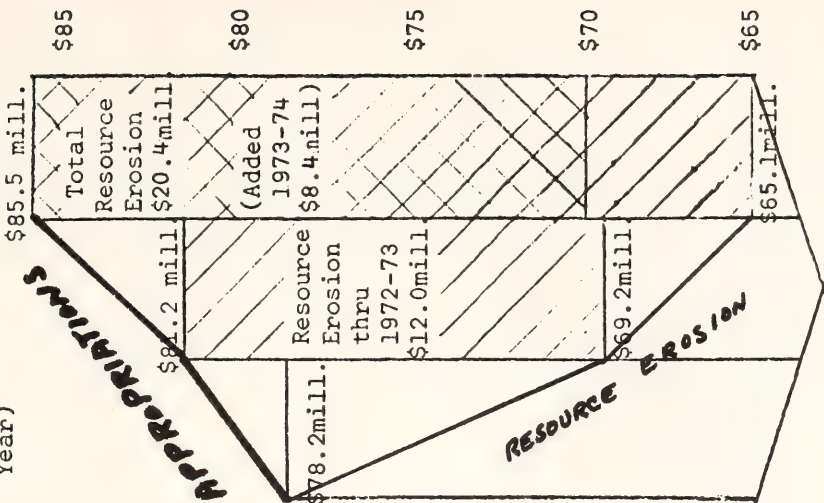 Year)
$85
$80
$75
$70
$65
$85.5 mill.
Total
Resource
Erosion
$20.4mill
(Added
1973-74
$8.4mill)
$65.1mill.
$81.2 mill
Resource
Erosion
thru
1972-73
$12.0mill
$69.2mill
$78.2mill.
APPROPRIATIONS
RESOURCE EROSION